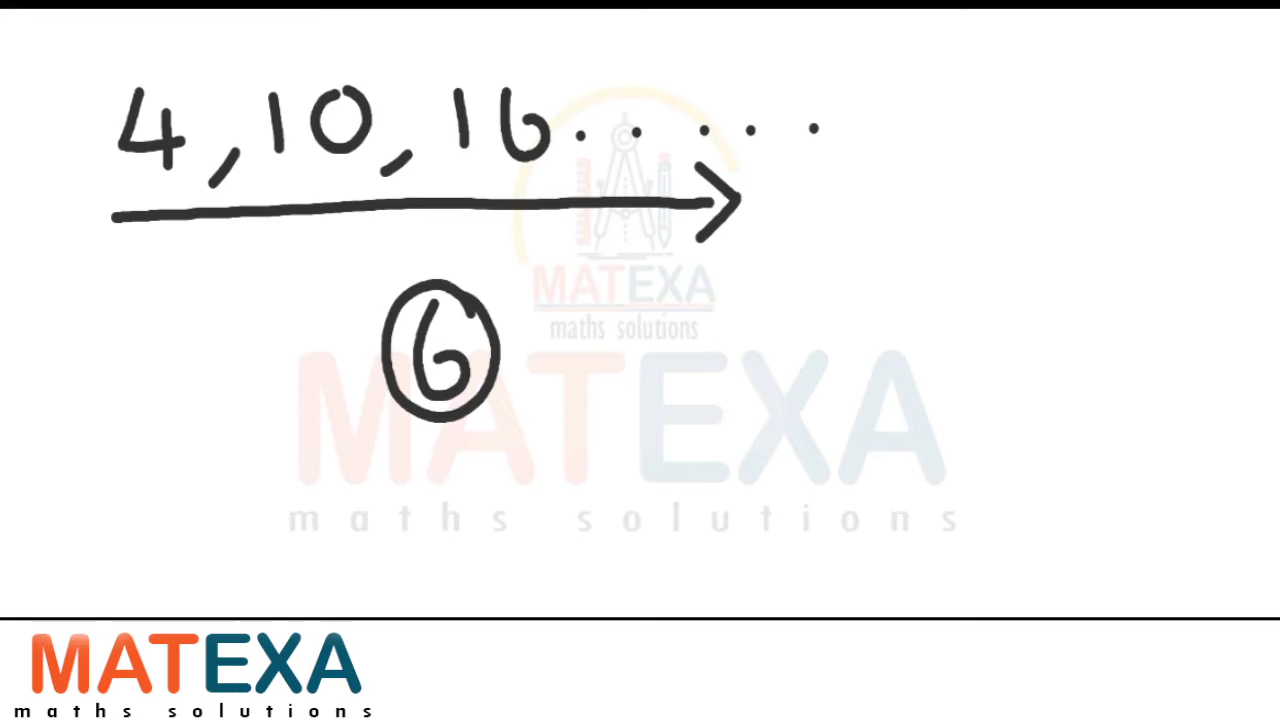 4, 10, 16.....
6
MATEXA
maths solutions
MATEXA
maths solutions
MATEXA
maths solutions